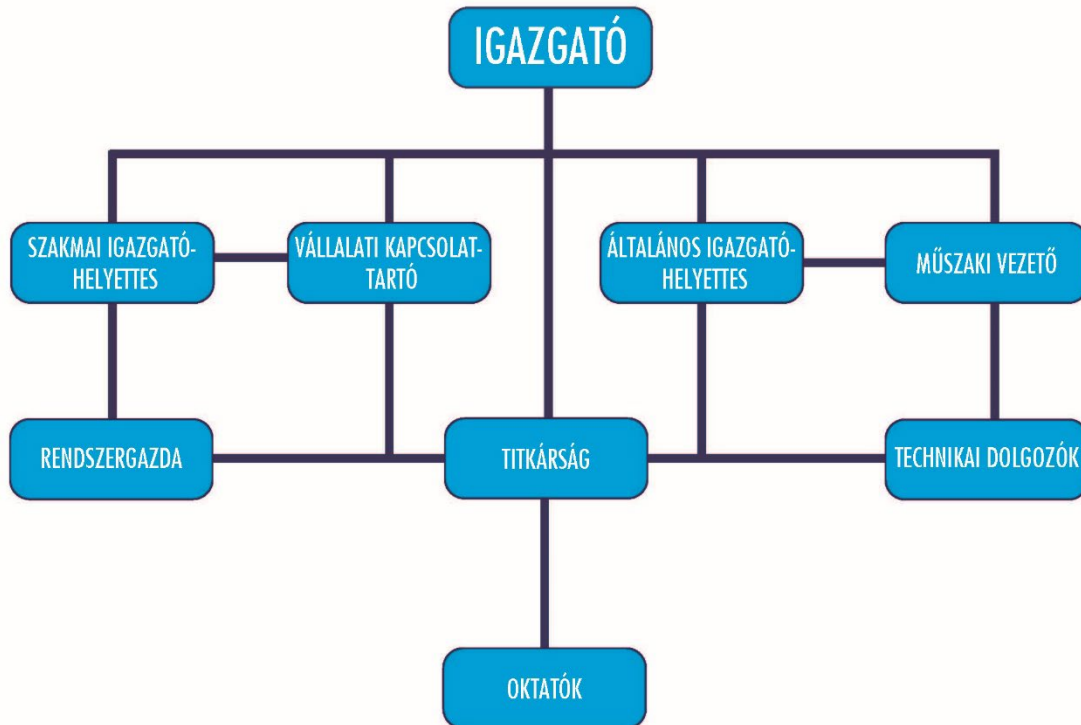 IGAZGATÓ
SZAKMAI IGAZGATÓ-
HELYETTES
VÁLLALATI KAPCSOLAT-
TARTÓ
ÁLTALÁNOS IGAZGATÓ-
HELYETTES
MŰSZAKI VEZETŐ
RENDSZERGAZDA
TITKÁRSÁG
TECHNIKAI DOLGOZÓK
OKTATÓK